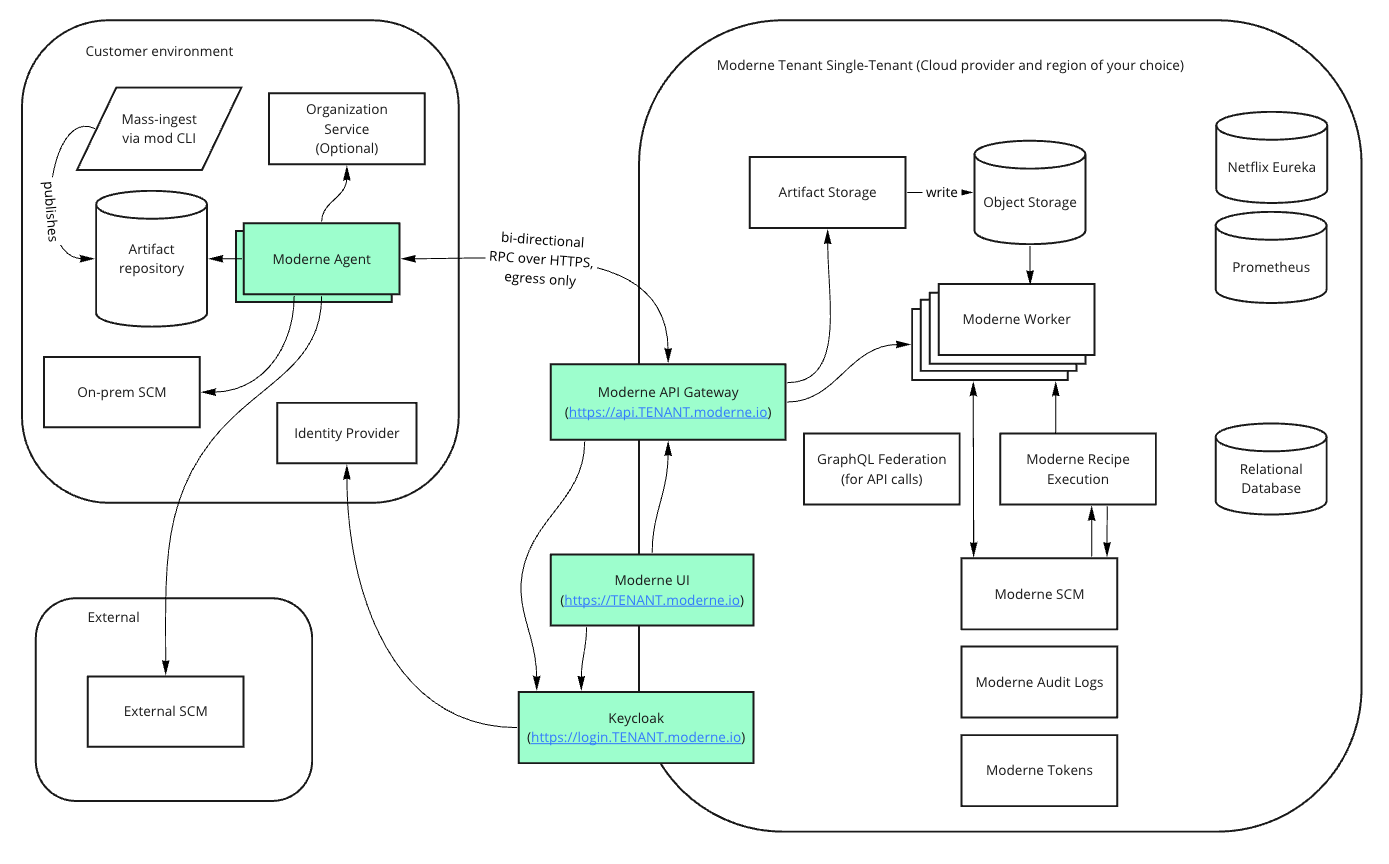 Customer environment
Mass-ingest
via mod CLI
publishes
Organization
Service
(Optional)
Artifact
repository
Moderne Agent
On-prem SCM
Identity Provider
External
External SCM
bi-directional
RPC over HTTPS,
egress only
Moderne Tenant Single-Tenant (Cloud provider and region of your choice)
Artifact Storage
write
Object Storage
Netflix Eureka
Prometheus
Moderne Worker
Moderne API Gateway
(https://api.TENANT.moderne.io)
GraphQL Federation
(for API calls)
Moderne Recipe
Execution
Relational
Database
Moderne UI
(https://TENANT.moderne.io)
Moderne SCM
Moderne Audit Logs
Keycloak
(https://login.TENANT.moderne.io)
Moderne Tokens